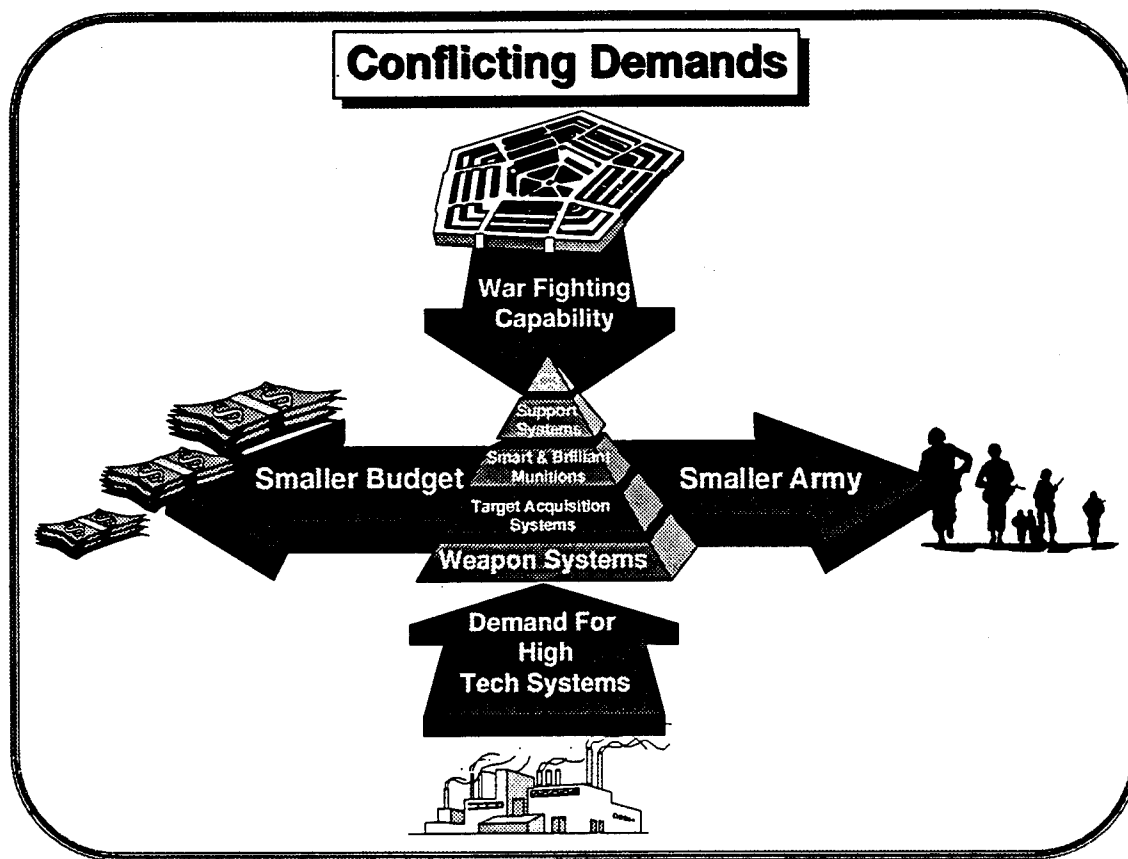 Conflicting Demands
War Fighting
Capability
Support
Systems
Smart & Brilliant
Munitions
Target Acquisition
Systems
Weapon Systems
Smaller Budget
Smaller Army
Demand For
High
Tech Systems